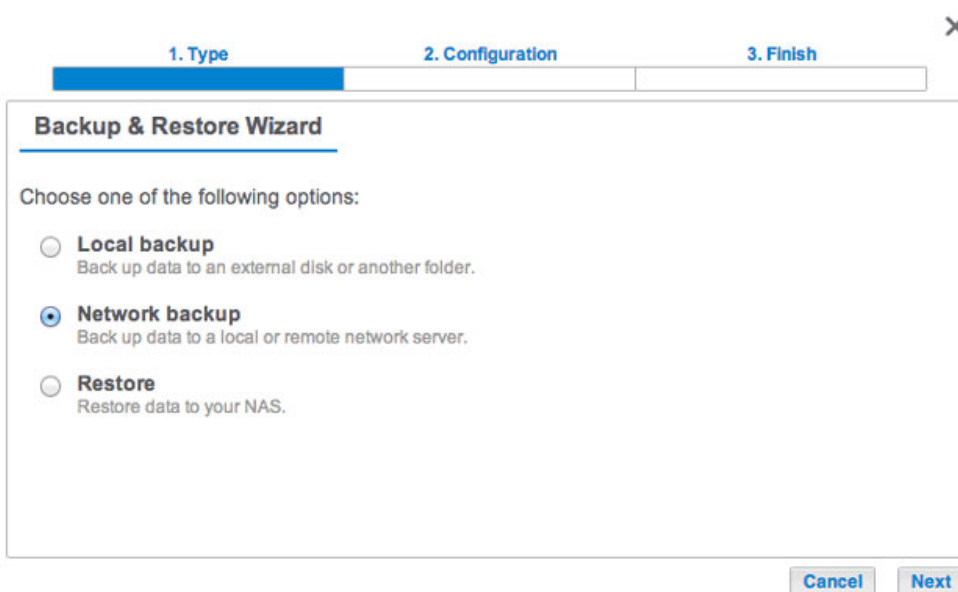 1. Type 2. Configuration 3. Finish
Backup & Restore Wizard
Choose one of the following options:
Local backup
Back up data to an external disk or another folder.
Network backup
Back up data to a local or remote network server.
Restore
Restore data to your NAS.
Cancel Next